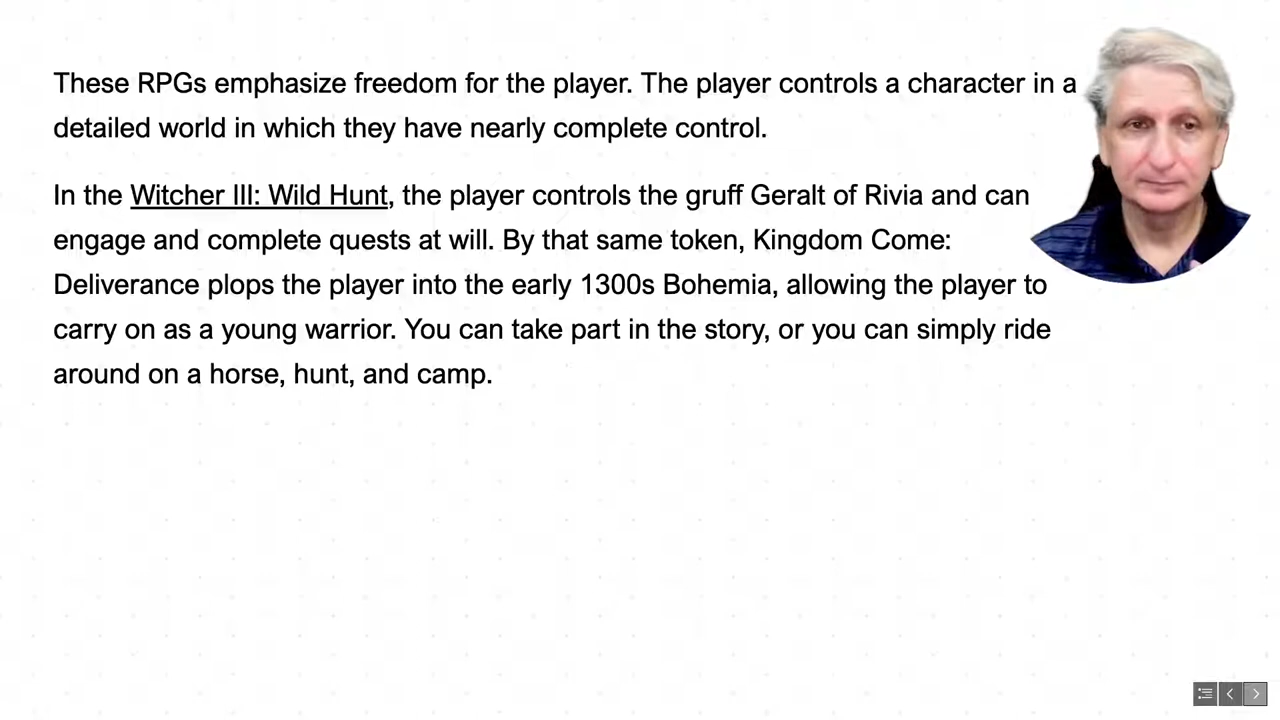 These RPGs emphasize freedom for the player. The player controls a character in a
detailed world in which they have nearly complete control.
In the Witcher III: Wild Hunt, the player controls the gruff Geralt of Rivia and can
engage and complete quests at will. By that same token, Kingdom Come:
Deliverance plops the player into the early 1300s Bohemia, allowing the player to
carry on as a young warrior. You can take part in the story, or you can simply ride
around on a horse, hunt, and camp.